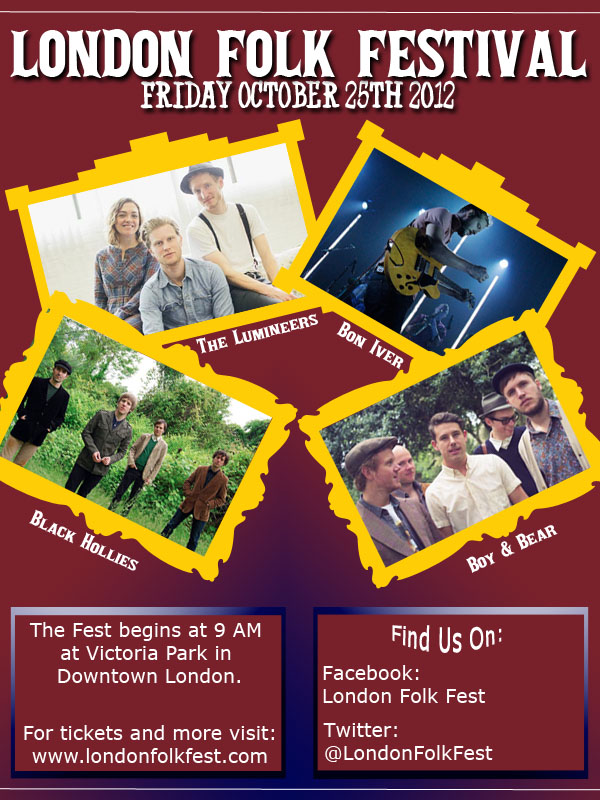 London Folk Festival
Friday October 25th 2012
The Lumineers
Bon Iver
Black Hollies
Boy & Bear
The Fest begins at 9 AM
at Victoria Park in
Downtown London.
For tickets and more visit:
www.londonfolkfest.com
Find Us On:
Facebook:
London Folk Fest
Twitter:
@LondonFolkFest